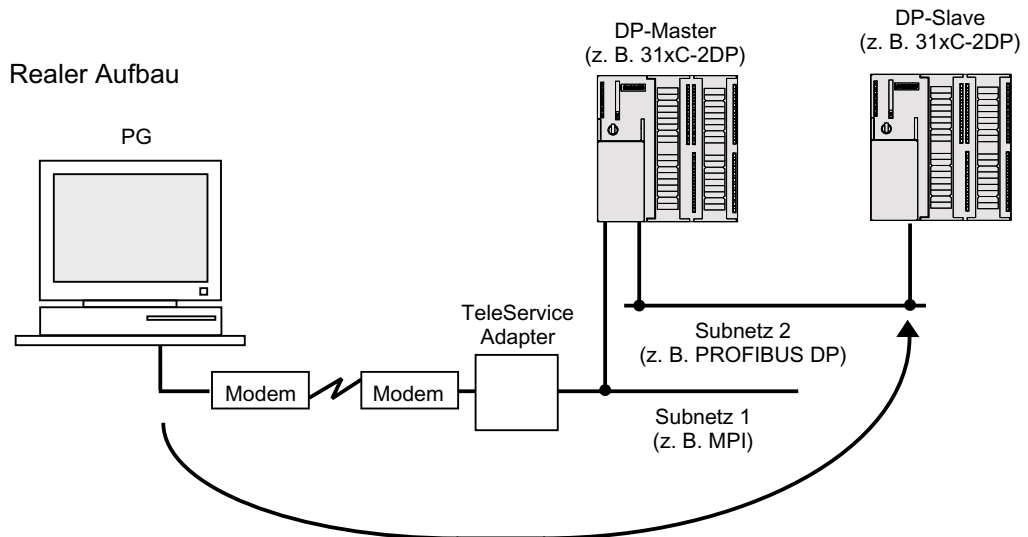 DP-Master
(z. B. 31xC-2DP)
DP-Slave
(z. B. 31xC-2DP)
Realer Aufbau
PG
TeleService
Adapter
Subnetz 2
(z. B. PROFIBUS DP)
Modem
Modem
Subnetz 1
(z. B. MPI)